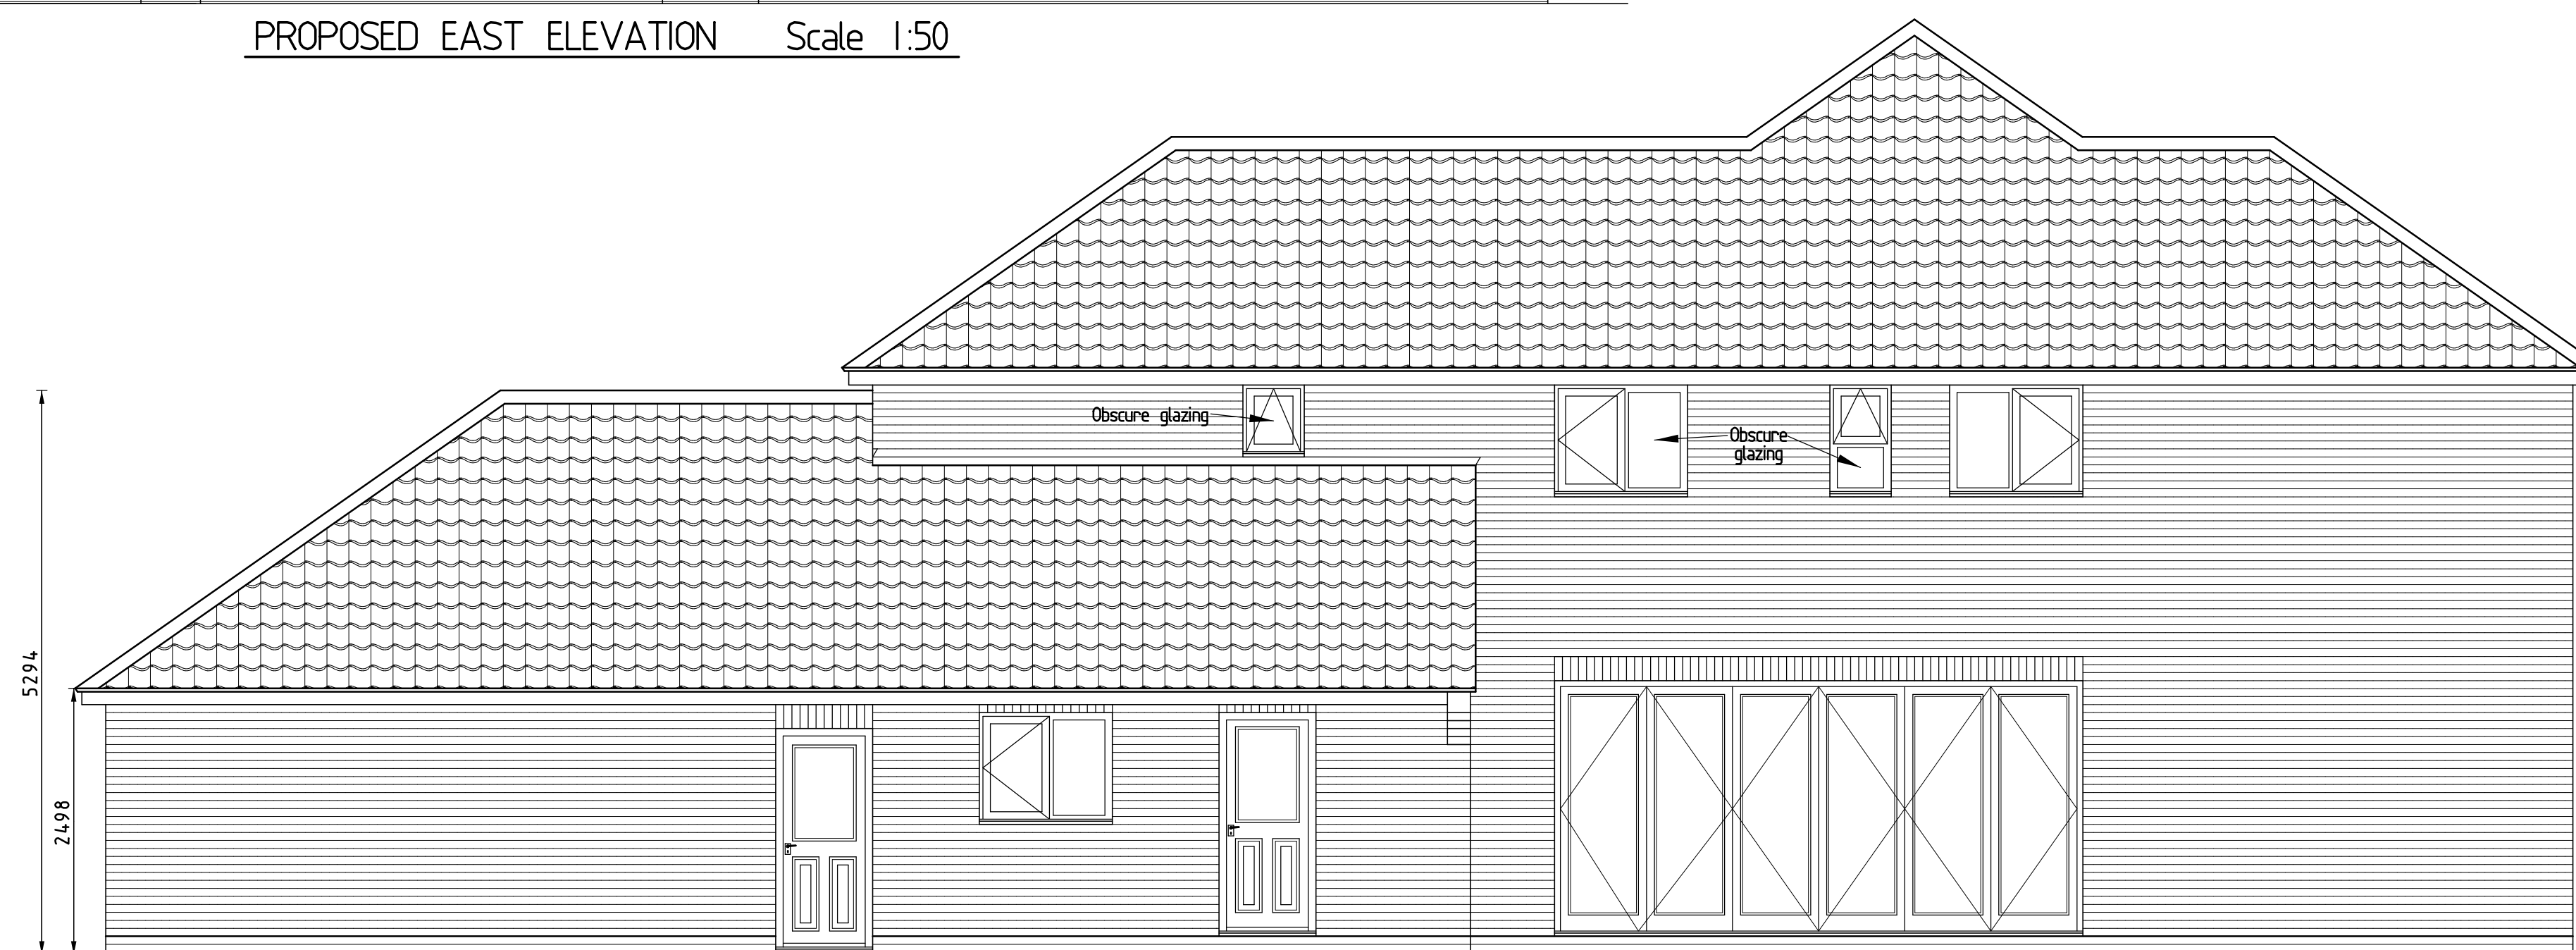 PROPOSED EAST ELEVATION Scale 1:50
Obscure glazing
Obscure
glazing
5294
2498